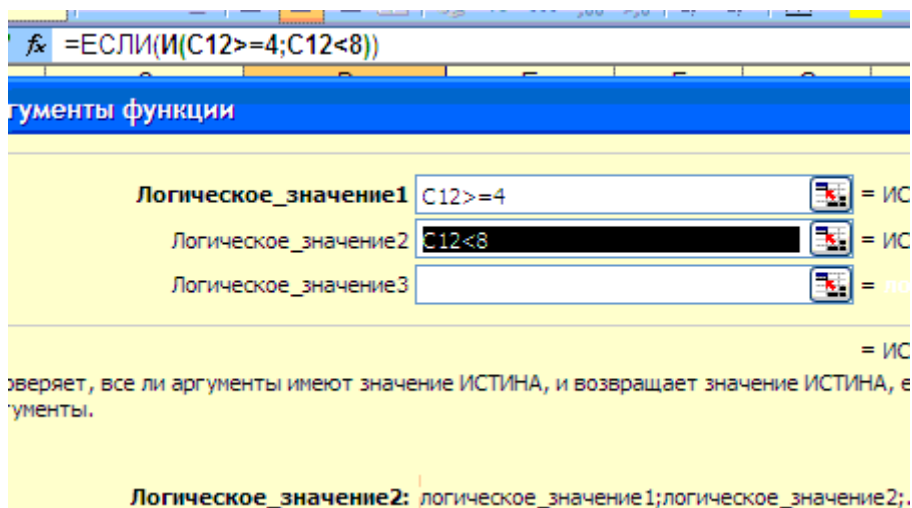 fx =ЕСЛИ(И(C12>=4;C12<8))
гументы функции
Логическое_значение1 C12>=4 = ИС
Логическое_значение2 C12<8 = ИС
Логическое_значение3 =
= ИС
оверяет, все ли аргументы имеют значение ИСТИНА, и возвращает значение ИСТИНА, е
гументы.
Логическое_значение2: логическое_значение1;логическое_значение2;.